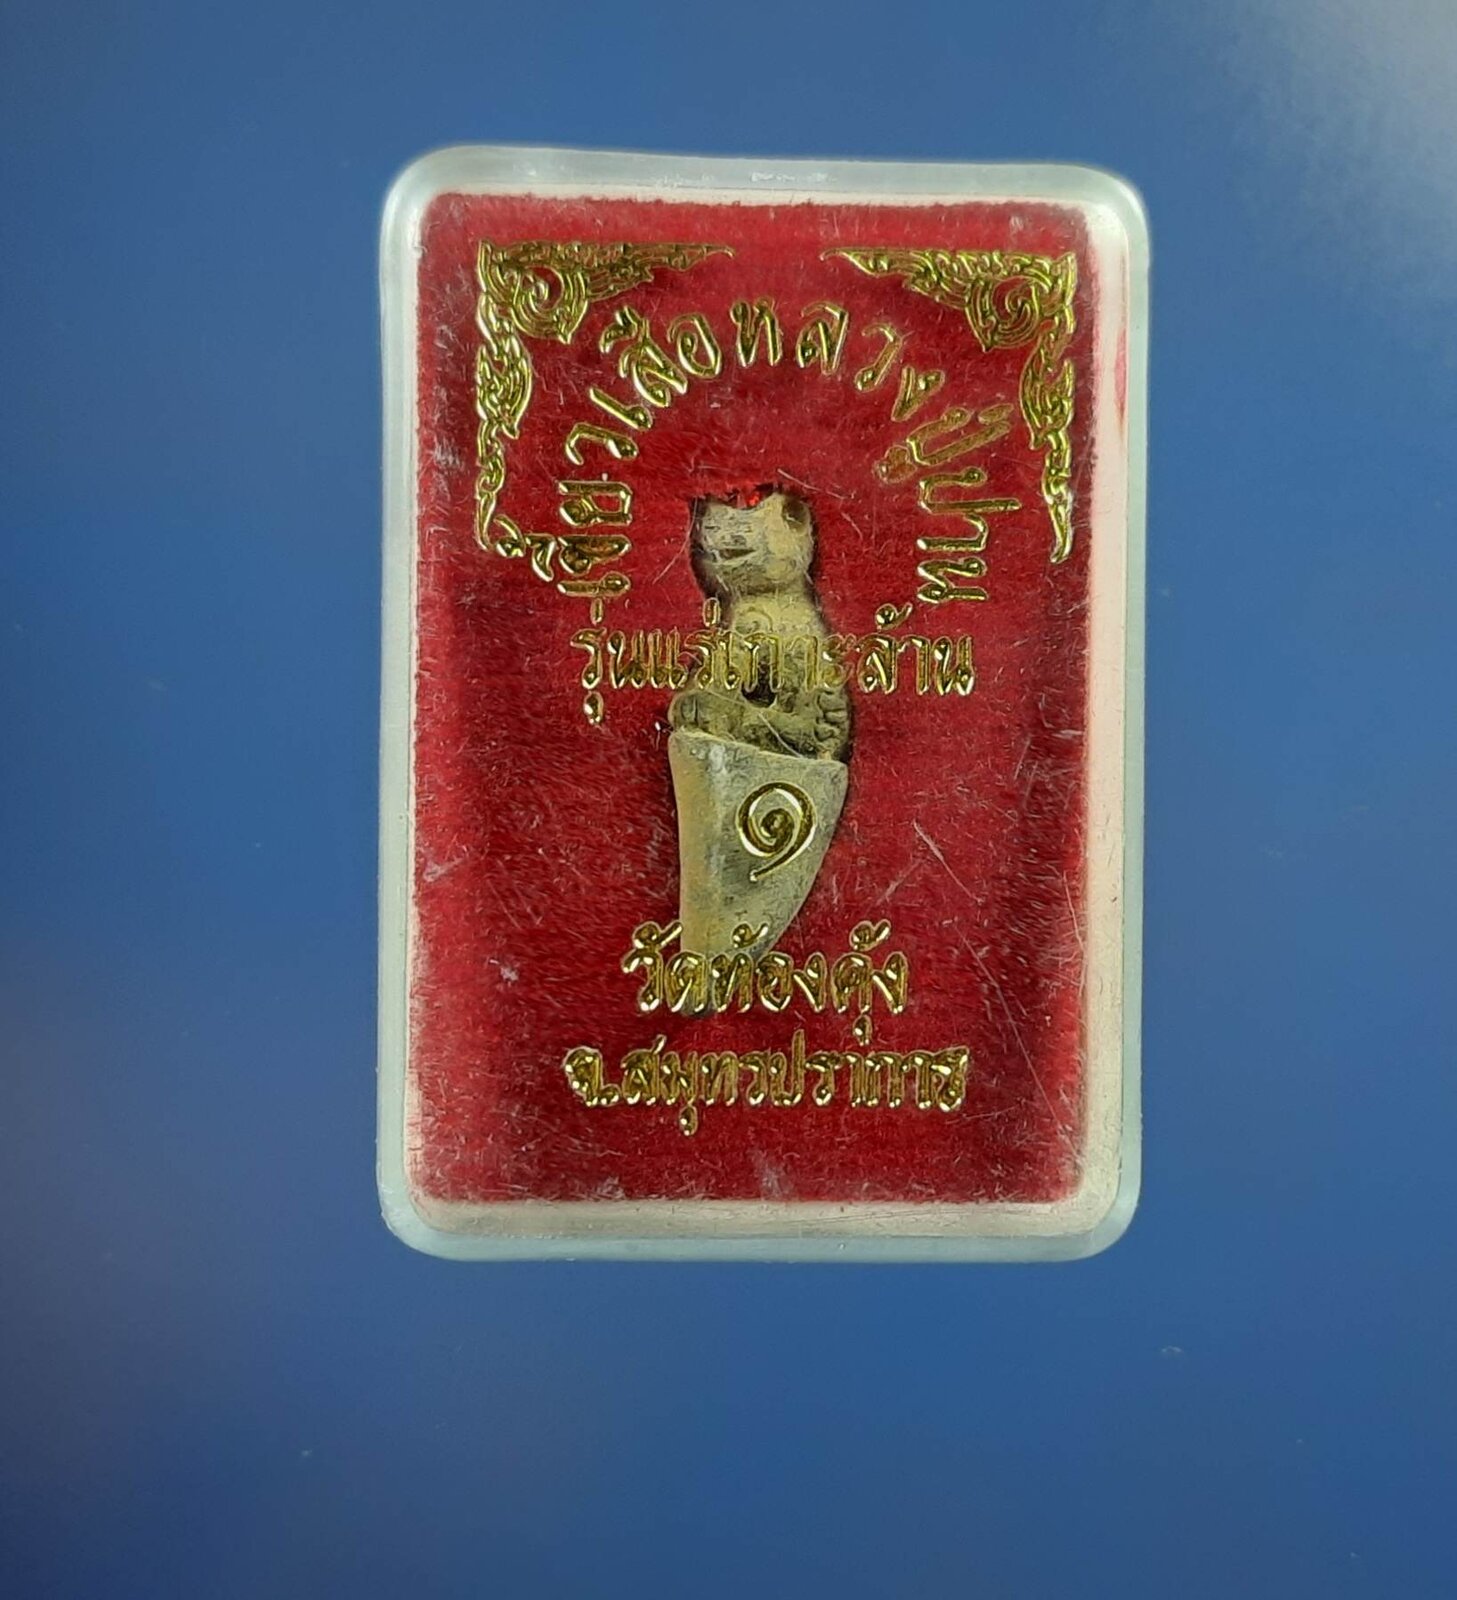 เขี้ยวเสือหลวงปู่ปาน
รุ่นแร่เกาะล้าน
๑
วัดท้องคุ้ง
จ.สมุทรปราการ